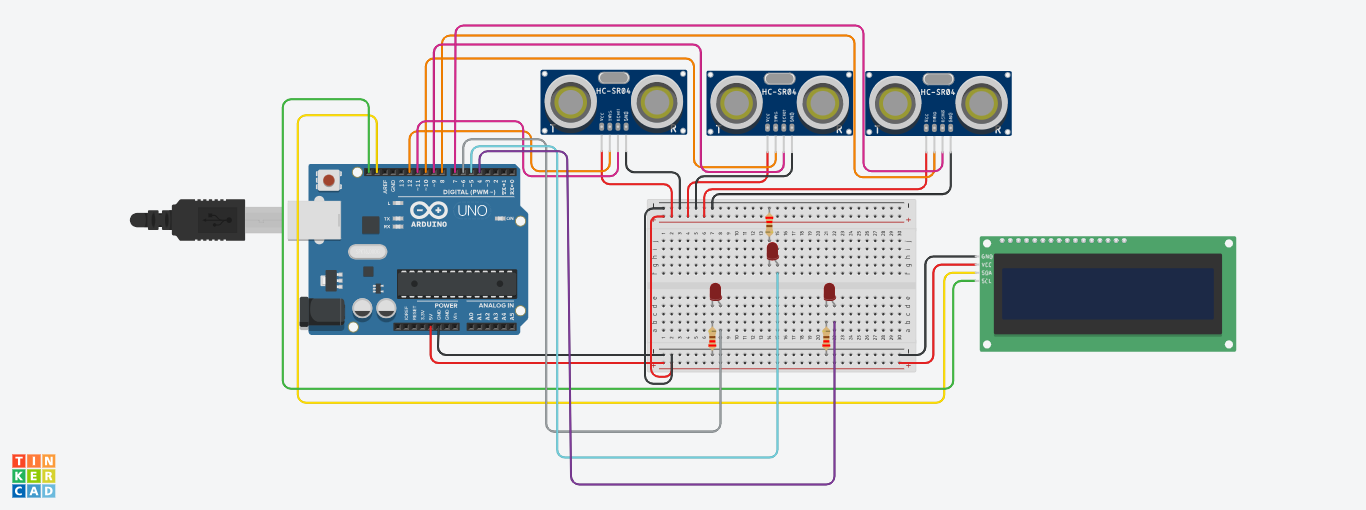 HC-SR04
VCC
TRIG
ECHO
GND
T
R
HC-SR04
VCC
TRIG
ECHO
GND
T
R
HC-SR04
VCC
TRIG
ECHO
GND
T
R
AREF
GND
13
12
~11
~10
~9
8
7
~6
~5
4
~3
2
TX→1
RX←0
DIGITAL (PWM~)
L
TX
RX
ARDUINO
UNO
ON
POWER
ANALOG IN
IOREF
RESET
3.3V
5V
GND
GND
Vin
A0
A1
A2
A3
A4
A5
GND
VCC
SDA
SCL
TIN
KER
CAD